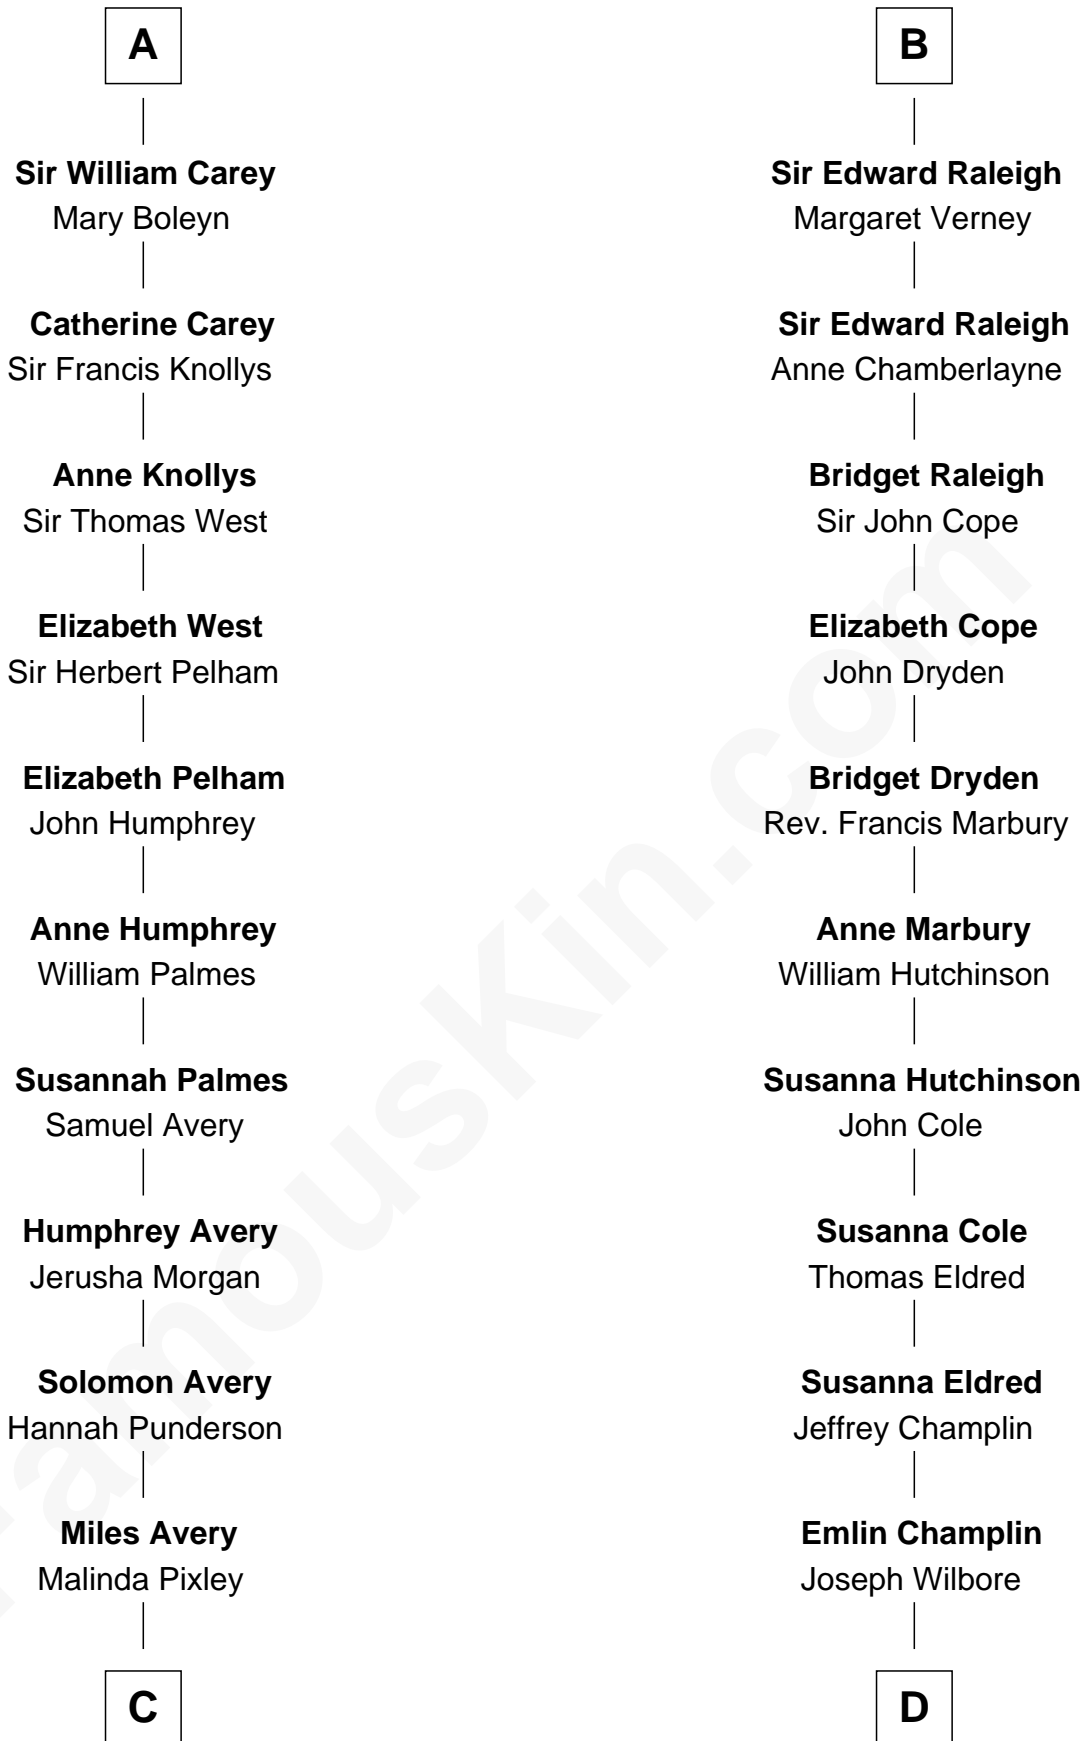 A
Sir William Carey
Mary Boleyn
Catherine Carey
Sir Francis Knollys
Anne Knollys
Sir Thomas West
Elizabeth West
Sir Herbert Pelham
Elizabeth Pelham
John Humphrey
Anne Humphrey
William Palmes
Susannah Palmes
Samuel Avery
Humphrey Avery
Jerusha Morgan
Solomon Avery
Hannah Punderson
Miles Avery
Malinda Pixley
C
B
Sir Edward Raleigh
Margaret Verney
Sir Edward Raleigh
Anne Chamberlayne
Bridget Raleigh
Sir John Cope
Elizabeth Cope
John Dryden
Bridget Dryden
Rev. Francis Marbury
Anne Marbury
William Hutchinson
Susanna Hutchinson
John Cole
Susanna Cole
Thomas Eldred
Susanna Eldred
Jeffrey Champlin
Emlin Champlin
Joseph Wilbore
D
FamousKin.com